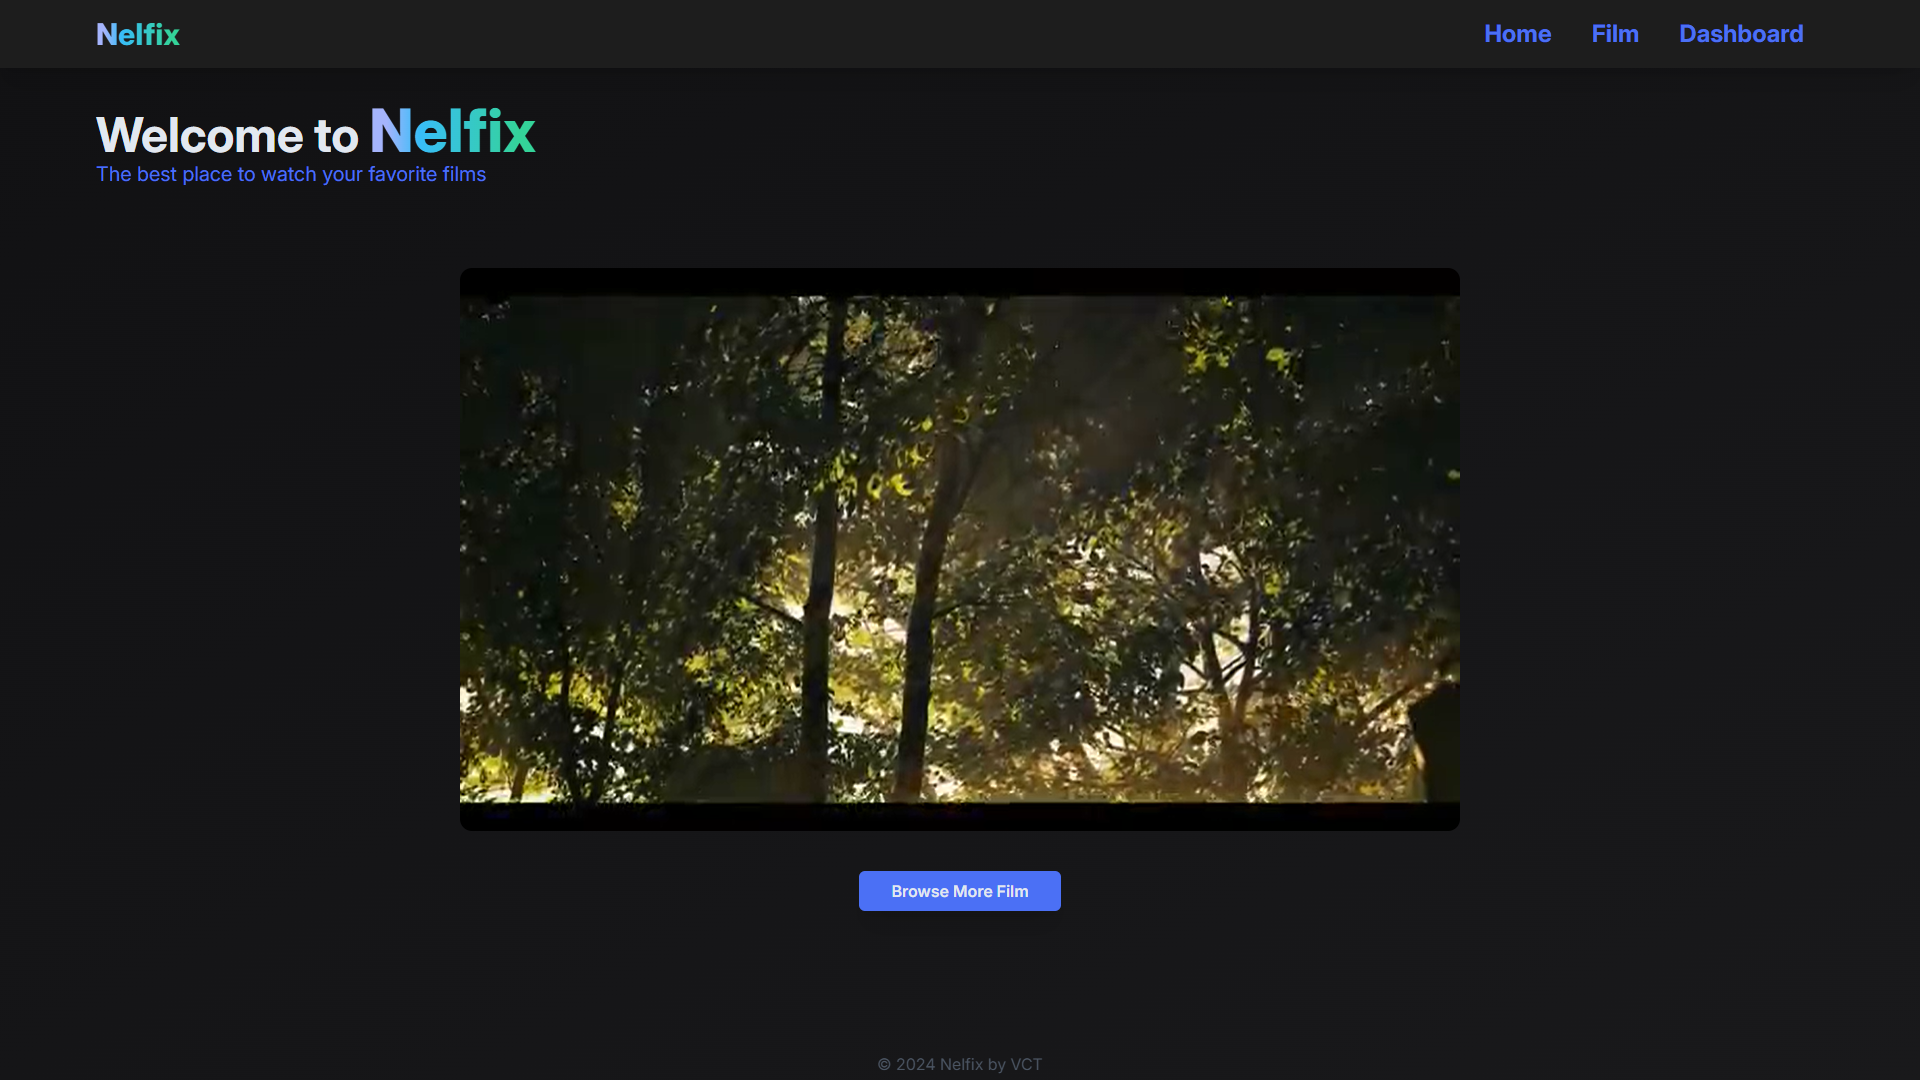 Nelfix
Home Film Dashboard
Welcome to Nelfix
The best place to watch your favorite films
Browse More Film
© 2024 Nelfix by VCT